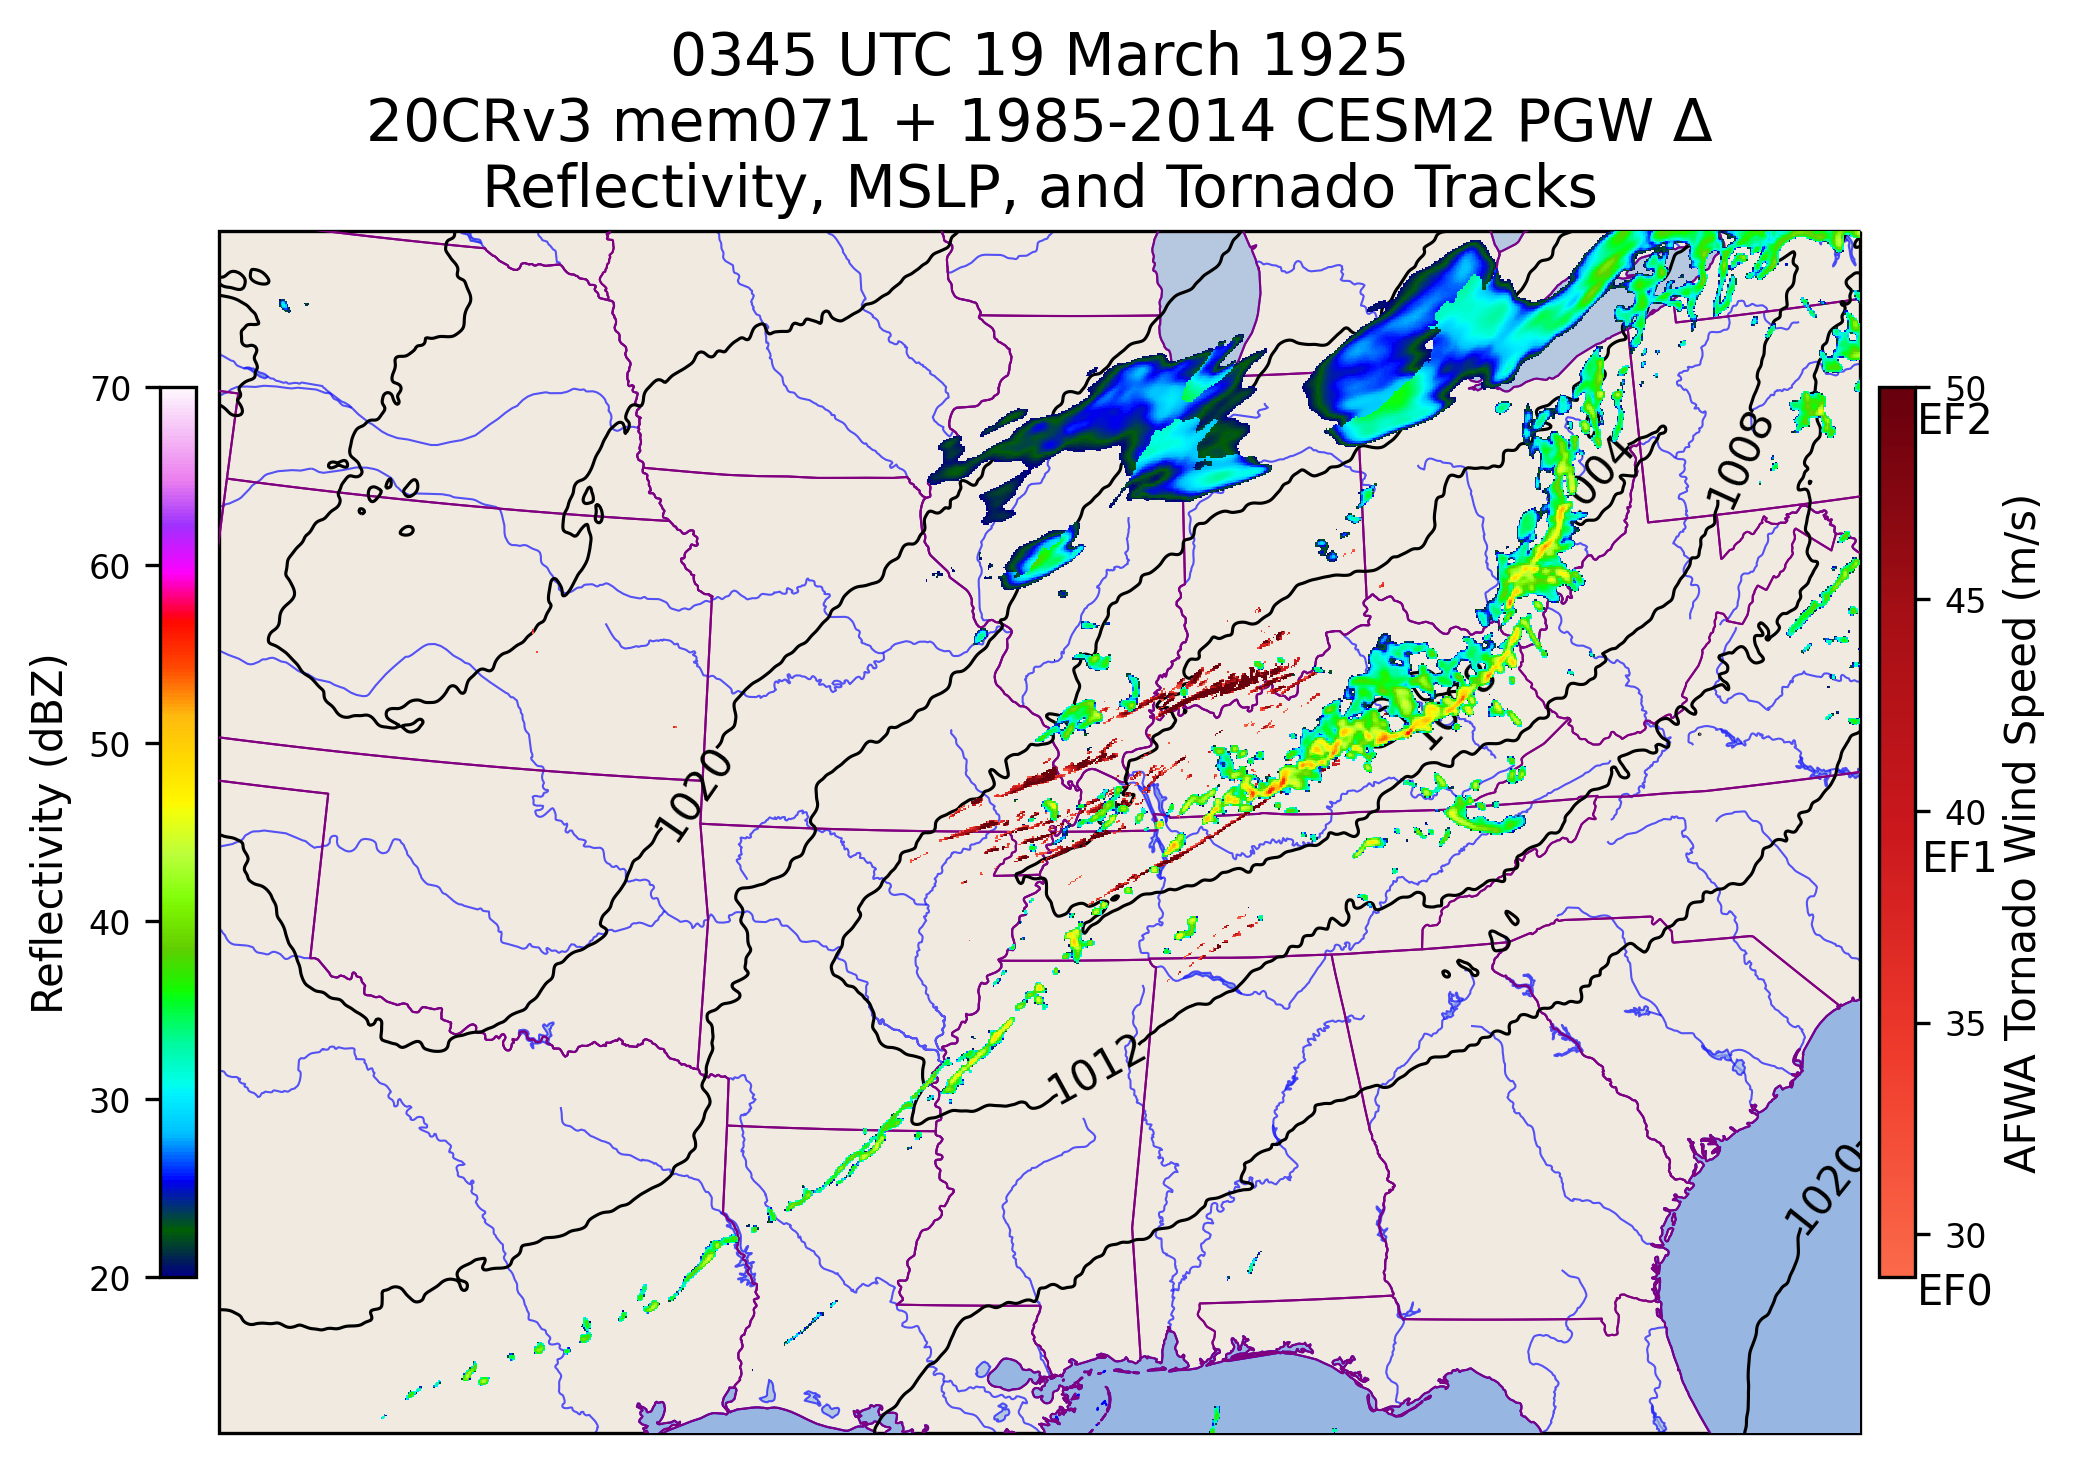 0345 UTC 19 March 1925
20CRv3 mem071 + 1985-2014 CESM2 PGW Δ
Reflectivity, MSLP, and Tornado Tracks
70
60
50
40
30
20
Reflectivity (dBZ)
1008
004
1020
1012
1020
50
EF2
45
40
EF1
35
30
EF0
AFWA Tornado Wind Speed (m/s)